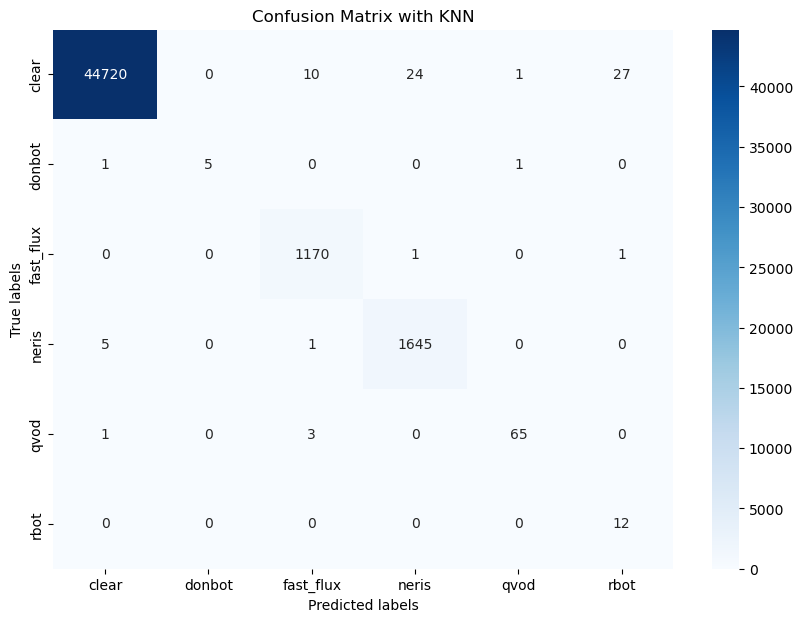 Confusion Matrix with KNN
True labels
clear 44720 0 10 24 1 27
donbot 1 5 0 0 1 0
fast_flux 0 0 1170 1 0 1
neris 5 0 1 1645 0 0
qvod 1 0 3 0 65 0
rbot 0 0 0 0 0 12
clear donbot fast_flux neris qvod rbot
Predicted labels
40000
35000
30000
25000
20000
15000
10000
5000
0